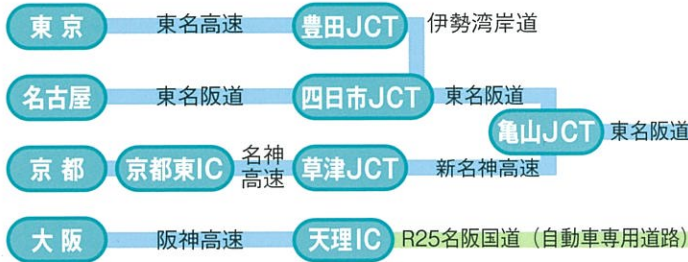 東京 東名高速 豊田JCT 伊勢湾岸道
名古屋 東名阪道 四日市JCT 東名阪道
亀山JCT 東名阪道
京都 京都東IC 名神高速 草津JCT 新名神高速
大阪 阪神高速 天理IC R25名阪国道（自動車専用道路）